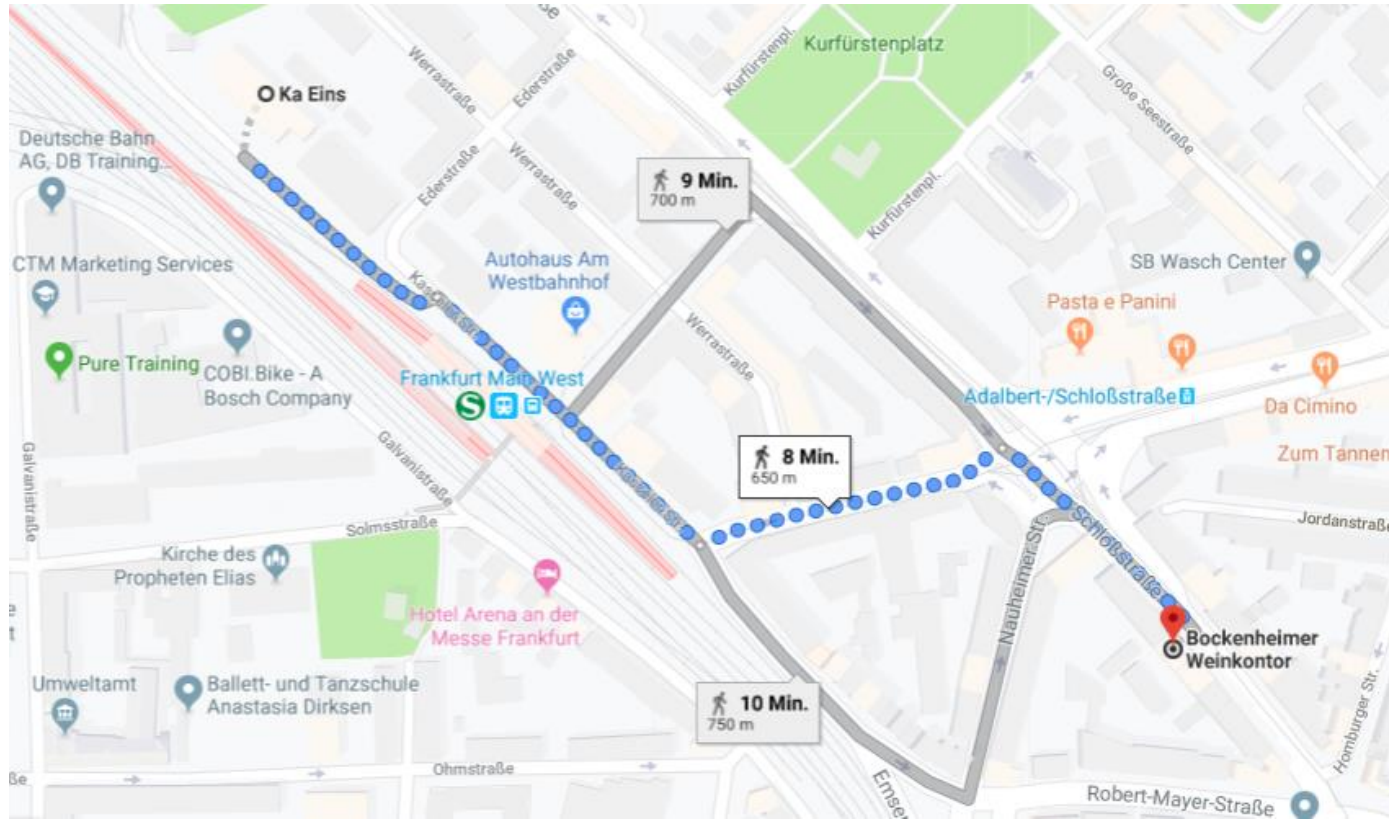 Werrastraße
Ederstraße
Kurfürstenpl.
Kurfürstenplatz
Große Seestraße
Ka Eins
Deutsche Bahn
AG, DB Training...
Ederstraße
Werrastraße
9 Min.
700 m
Kurfürstenpl.
CTM Marketing Services
Autohaus Am
Westbahnhof
SB Wasch Center
Pasta e Panini
Werrastraße
Pure Training
COBI.Bike - A
Bosch Company
Frankfurt Main West
S
Adalbert-/Schloßstraße
Da Cimino
Galvanistraße
Galvanistraße
8 Min.
650 m
Zum Tannen
Solmsstraße
Jordanstraße
Kirche des
Propheten Elias
Nauheimer Str.
Schloßstraße
Hotel Arena an der
Messe Frankfurt
Bockenheimer
Weinkontor
Umweltamt
Ballett- und Tanzschule
Anastasia Dirksen
10 Min.
750 m
Homburger Str.
Ohmstraße
Emser
Robert-Mayer-Straße